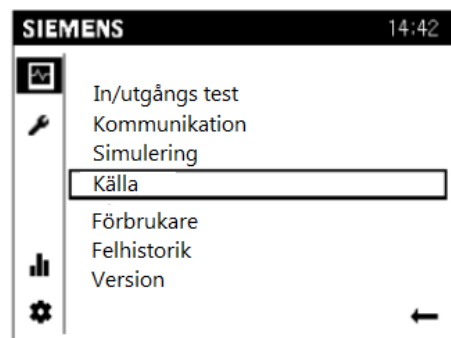 SIEMENS 14:42
In/utgångs test
Kommunikation
Simulering
Källa
Förbrukare
Felhistorik
Version